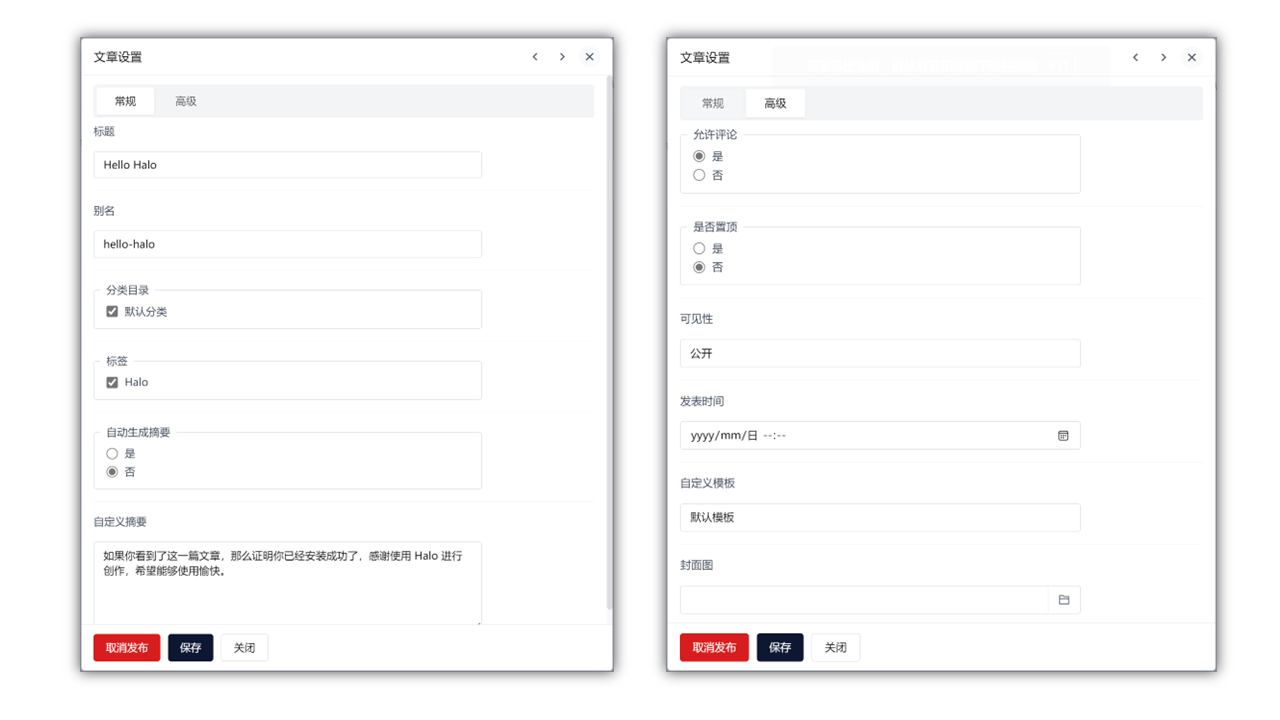 文章设置
常规
高级
标题
Hello Halo
别名
hello-halo
分类目录
默认分类
标签
Halo
自动生成摘要
是
否
自定义摘要
如果你看到了这一篇文章，那么证明你已经安装成功了，感谢使用 Halo 进行
创作，希望能够使用愉快。
取消发布
保存
关闭
文章设置
常规
高级
允许评论
是
否
是否置顶
是
否
可见性
公开
发表时间
yyyy/mm/日 --:--
自定义模板
默认模板
封面图
取消发布
保存
关闭